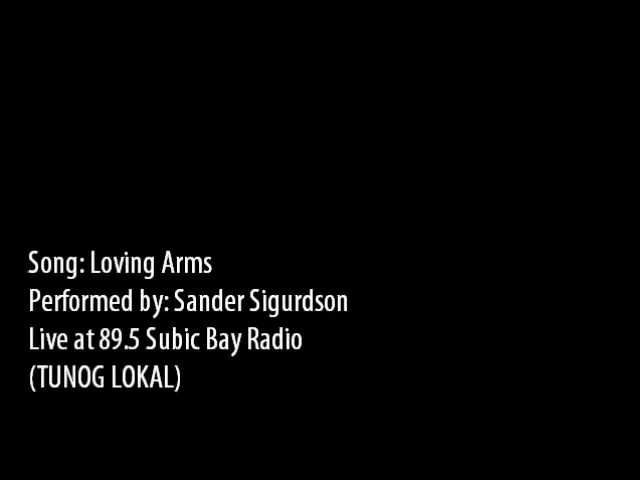 Song: Loving Arms
Performed by: Sander Sigurdson
Live at 89.5 Subic Bay Radio
(TUNOG LOKAL)